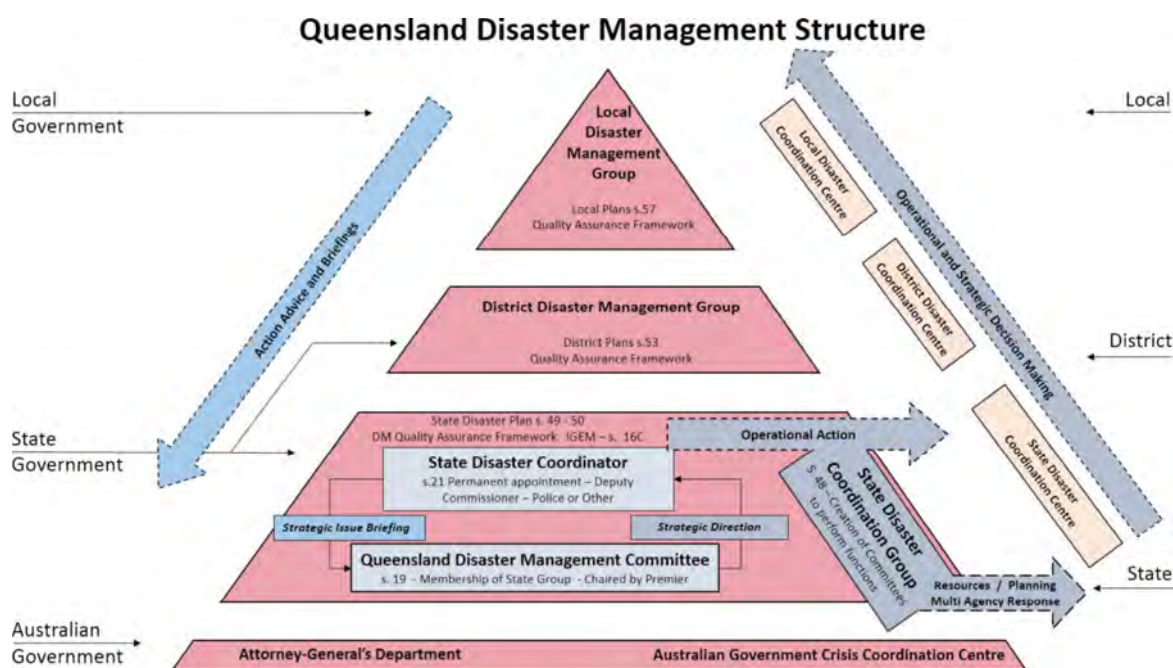 Queensland Disaster Management Structure
Local
Government
Local
Disaster
Management
Group
Local Plans s.57
Quality Assurance Framework
Local
Local Disaster
Coordination Centre
Operational and Strategic Decision Making
Action Advice and Briefings
District Disaster Management Group
District Plans s.53
Quality Assurance Framework
District Disaster
Coordination Centre
District
State
Government
State Disaster Plan s. 49 - 50
DM Quality Assurance Framework IGEM – s. 16C
State Disaster Coordinator
s.21 Permanent appointment – Deputy
Commissioner – Police or Other
Operational Action
Strategic Issue Briefing
Strategic Direction
Queensland Disaster Management Committee
s. 19 – Membership of State Group - Chaired by Premier
State Disaster
Coordination Group
S. 48 – Creation of Committees
to perform functions
State Disaster
Coordination Centre
Resources / Planning
Multi Agency Response
State
Australian
Government
Attorney-General's Department
Australian Government Crisis Coordination Centre